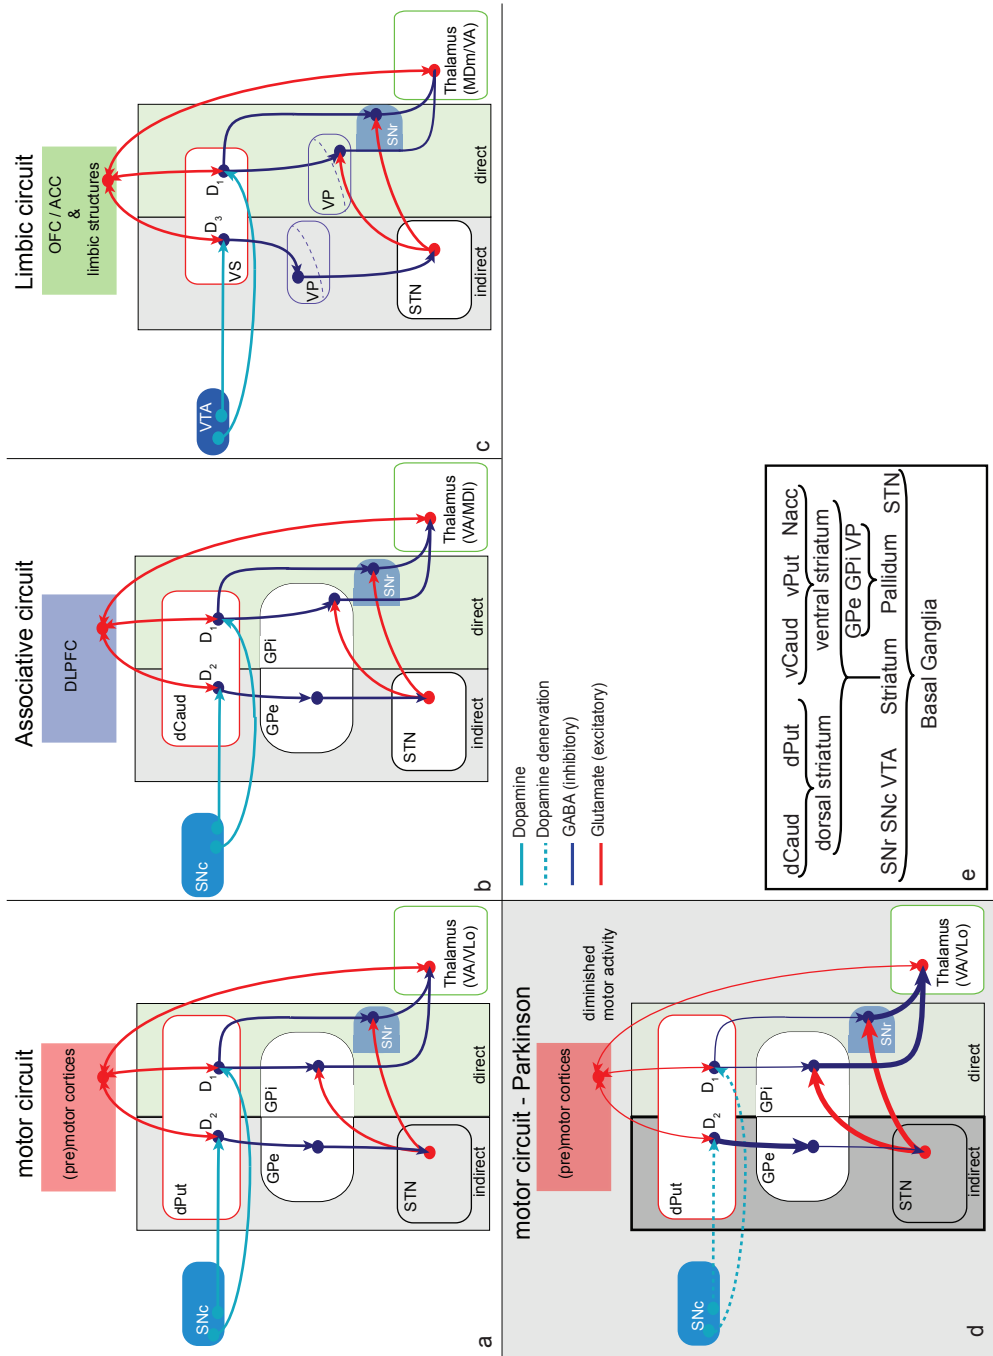 motor circuit
(pre)motor cortices
SNc
dPut
D2
D1
GPe
GPi
SNr
STN
Thalamus
(VA/VLo)
indirect
direct
a
Associative circuit
DLPFC
SNc
dCaud
D2
D1
GPe
GPi
SNr
STN
Thalamus
(VA/MDl)
indirect
direct
b
Limbic circuit
OFC / ACC
&
limbic structures
VTA
VS
D3
D1
VP
VP
SNr
STN
Thalamus
(MDm/VA)
indirect
direct
c
motor circuit - Parkinson
(pre)motor cortices
diminished
motor activity
SNc
dPut
D2
D1
GPe
GPi
SNr
STN
Thalamus
(VA/VLo)
indirect
direct
d
Dopamine
Dopamine denervation
GABA (inhibitory)
Glutamate (excitatory)
dCaud dPut vCaud vPut Nacc
dorsal striatum ventral striatum
GPe GPi VP
SNr SNc VTA Striatum Pallidum STN
Basal Ganglia
e